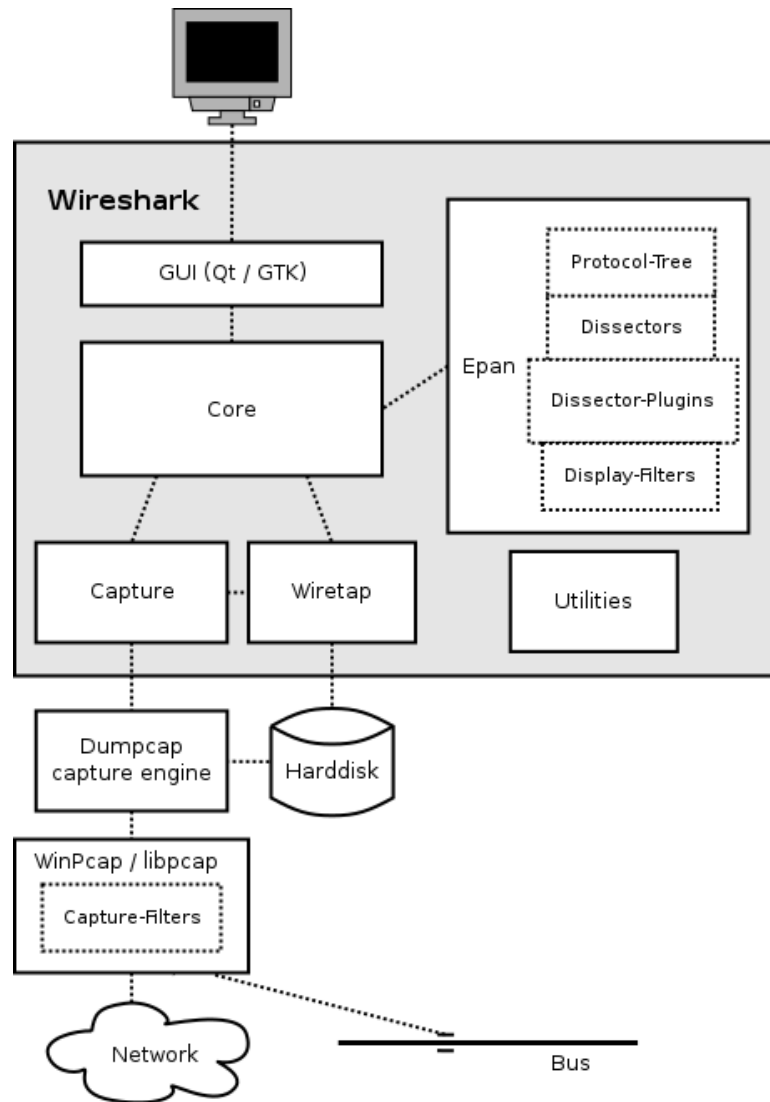 Wireshark
GUI (Qt / GTK)
Core
Epan
Protocol-Tree
Dissectors
Dissector-Plugins
Display-Filters
Capture
Wiretap
Utilities
Dumpcap
capture engine
Harddisk
WinPcap / libpcap
Capture-Filters
Network
Bus